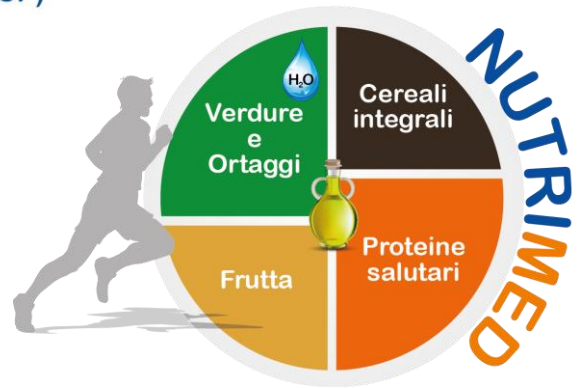 H₂O
Verdure
e
Ortaggi
Cereali
integrali
Frutta
Proteine
salutari
NUTRIMED